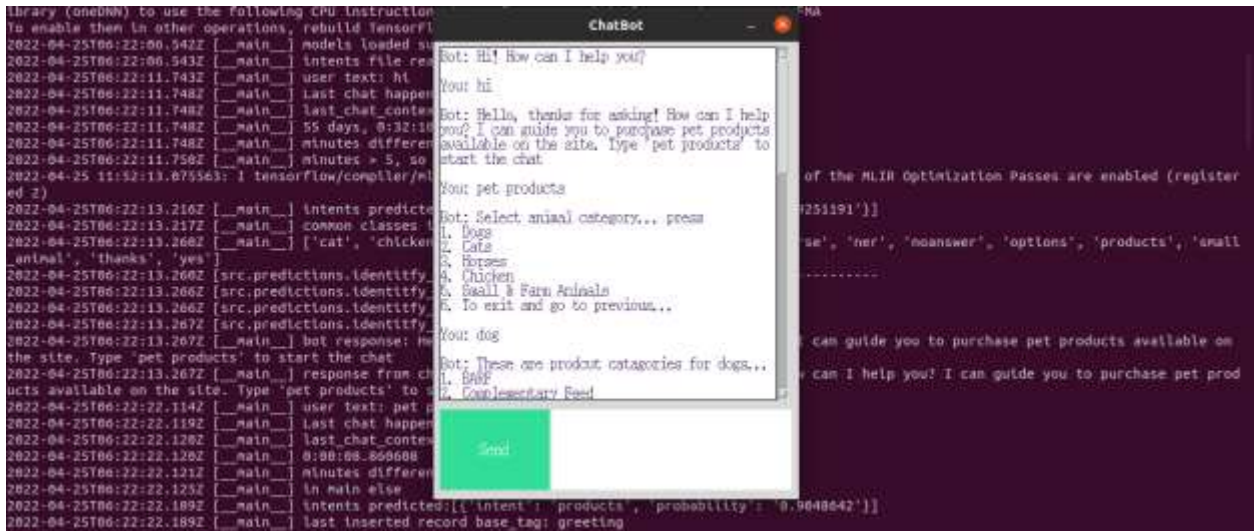 ibrary (oneDNN) to use the following CPU instruction
FMA
To enable them in other operations, rebuild TensorFl
2022-04-25T06:22:06.542Z [__main__] models loaded su
2022-04-25T06:22:06.543Z [__main__] intents file rea
2022-04-25T06:22:11.743Z [__main__] user text: hi
2022-04-25T06:22:11.748Z [__main__] Last chat happen
2022-04-25T06:22:11.748Z [__main__] last_chat_contex
2022-04-25T06:22:11.748Z [__main__] 55 days, 0:32:10
2022-04-25T06:22:11.748Z [__main__] minutes differen
2022-04-25T06:22:11.750Z [__main__] minutes > 5, so
2022-04-25 11:52:13.075563: I tensorflow/compiler/ml
of the MLIR Optimization Passes are enabled (register
ed 2)
2022-04-25T06:22:13.216Z [__main__] intents predicte
251191'}]
2022-04-25T06:22:13.217Z [__main__] common classes i
2022-04-25T06:22:13.260Z [__main__] ['cat', 'chicken
rse', 'ner', 'noanswer', 'options', 'products', 'small
_animal', 'thanks', 'yes']
2022-04-25T06:22:13.260Z [src.predictions.identitfy_
----------
2022-04-25T06:22:13.266Z [src.predictions.identitfy_
2022-04-25T06:22:13.266Z [src.predictions.identitfy_
2022-04-25T06:22:13.267Z [src.predictions.identitfy_
2022-04-25T06:22:13.267Z [__main__] bot response: He
can guide you to purchase pet products available on
the site. Type 'pet products' to start the chat
2022-04-25T06:22:13.267Z [__main__] response from ch
can I help you? I can guide you to purchase pet prod
ucts available on the site. Type 'pet products' to s
2022-04-25T06:22:22.114Z [__main__] user text: pet p
2022-04-25T06:22:22.119Z [__main__] Last chat happen
2022-04-25T06:22:22.120Z [__main__] last_chat_contex
2022-04-25T06:22:22.120Z [__main__] 0:00:08.860608
2022-04-25T06:22:22.121Z [__main__] minutes differen
2022-04-25T06:22:22.125Z [__main__] in main else
2022-04-25T06:22:22.189Z [__main__] intents predicted:[{'intent': 'products', 'probability': '0.9048642'}]
2022-04-25T06:22:22.189Z [__main__] last inserted record base_tag: greeting
ChatBot
Bot: Hi! How can I help you?
You: hi
Bot: Hello, thanks for asking! How can I help
you? I can guide you to purchase pet products
available on the site. Type 'pet products' to
start the chat
You: pet products
Bot: Select animal category... press
1. Dogs
2. Cats
3. Horses
4. Chicken
5. Small & Farm Animals
6. To exit and go to previous...
You: dog
Bot: These are prodcut catagories for dogs...
1. BARF
2. Complementary Feed
Send